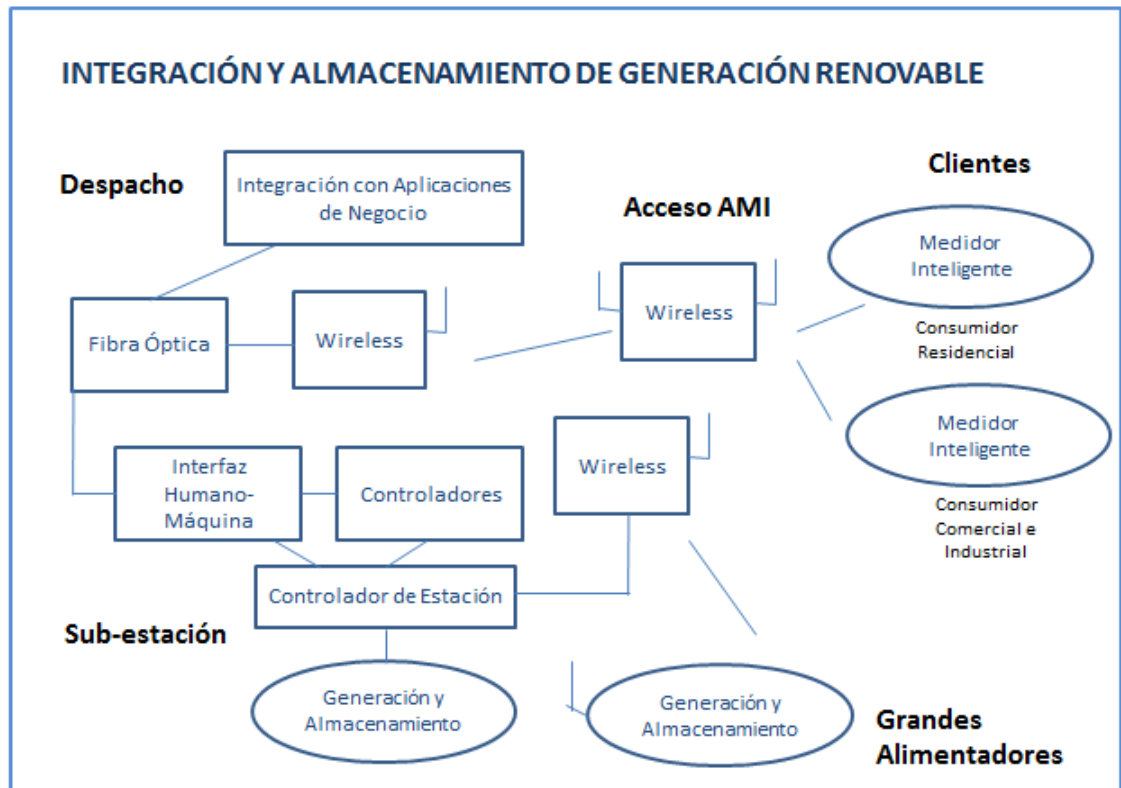 INTEGRACIÓN Y ALMACENAMIENTO DE GENERACIÓN RENOVABLE
Despacho
Integración con Aplicaciones
de Negocio
Acceso AMI
Clientes
Medidor
Inteligente
Consumidor
Residencial
Fibra Óptica
Wireless
Wireless
Medidor
Inteligente
Consumidor
Comercial e
Industrial
Interfaz
Humano-
Máquina
Controladores
Wireless
Controlador de Estación
Sub-estación
Generación y
Almacenamiento
Generación y
Almacenamiento
Grandes
Alimentadores